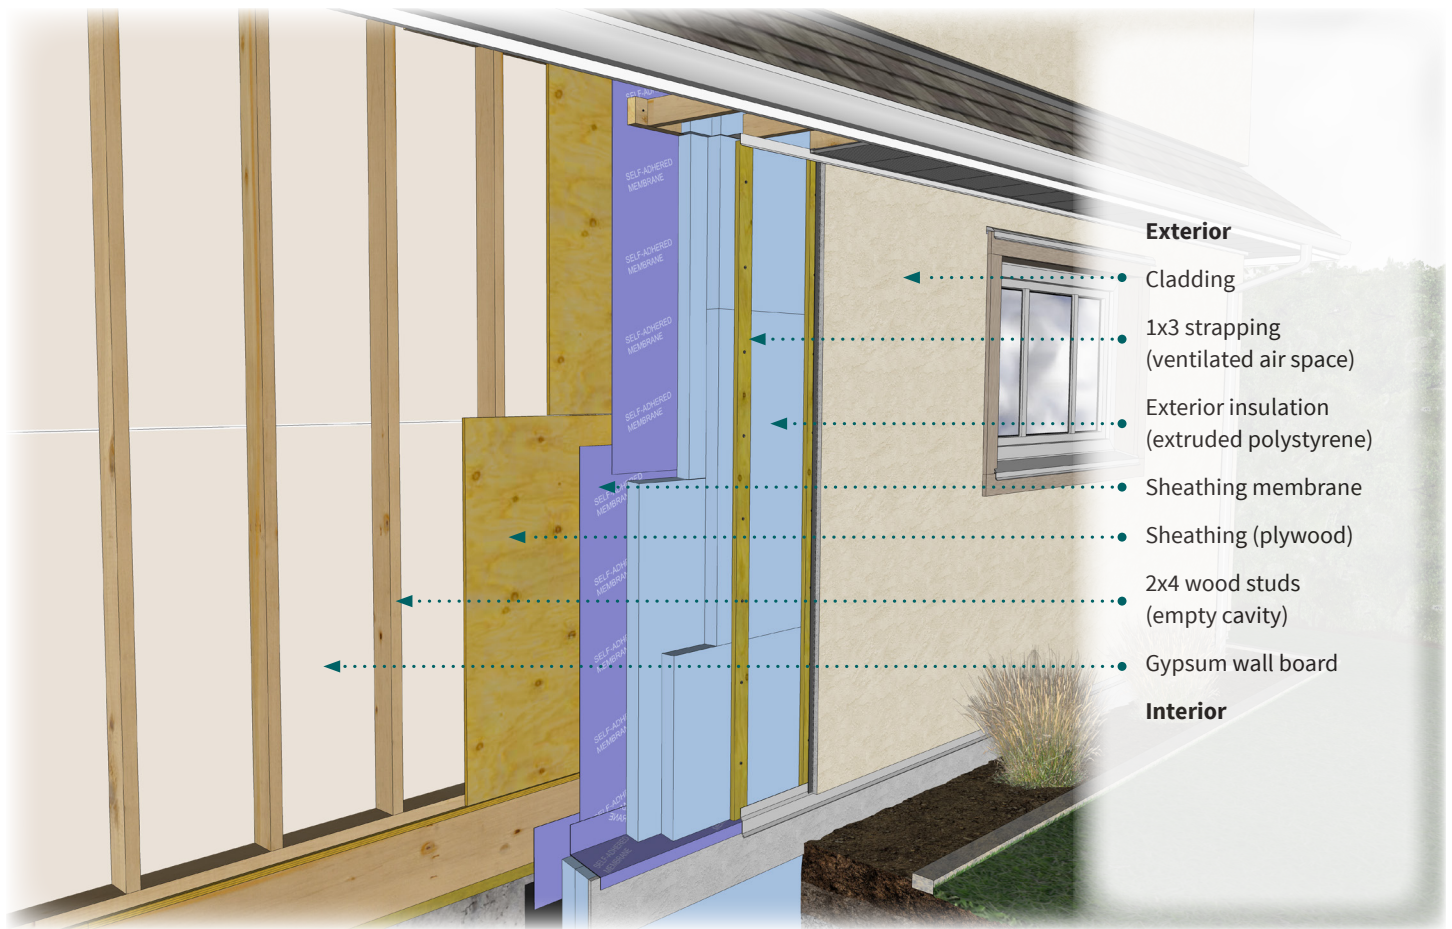 SELF-ADHERED
MEMBRANE
SELF-ADHERED
MEMBRANE
SELF-ADHERED
MEMBRANE
SELF-ADHERED
MEMBRANE
Exterior
Cladding
1x3 strapping
(ventilated air space)
Exterior insulation
(extruded polystyrene)
Sheathing membrane
Sheathing (plywood)
2x4 wood studs
(empty cavity)
Gypsum wall board
Interior